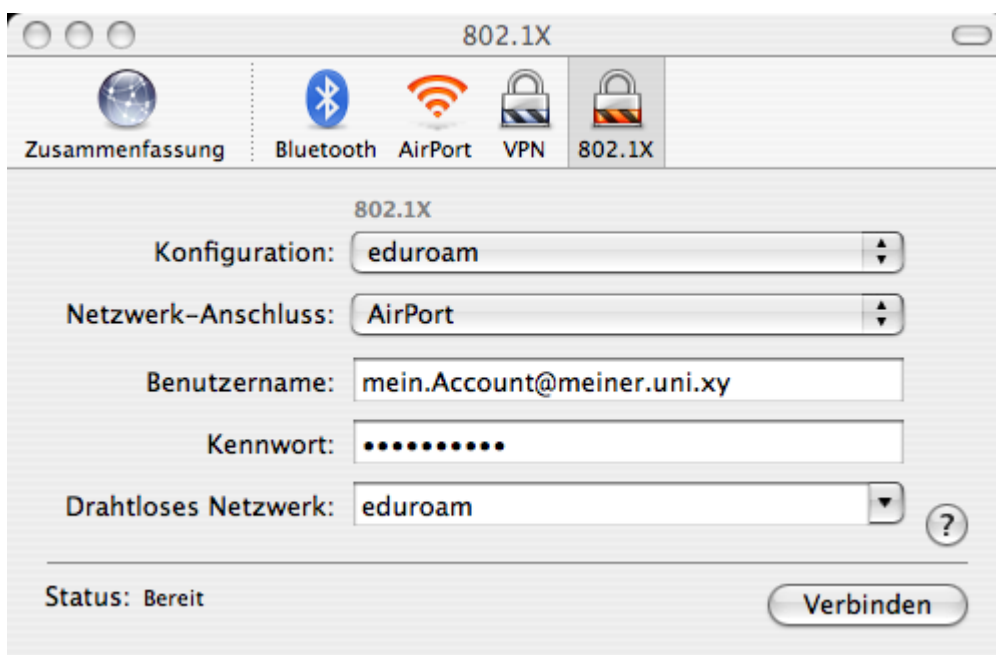 802.1X
Zusammenfassung Bluetooth AirPort VPN 802.1X
802.1X
Konfiguration: eduroam
Netzwerk-Anschluss: AirPort
Benutzername: mein.Account@meiner.uni.xy
Kennwort: ••••••••••
Drahtloses Netzwerk: eduroam
?
Status: Bereit Verbinden